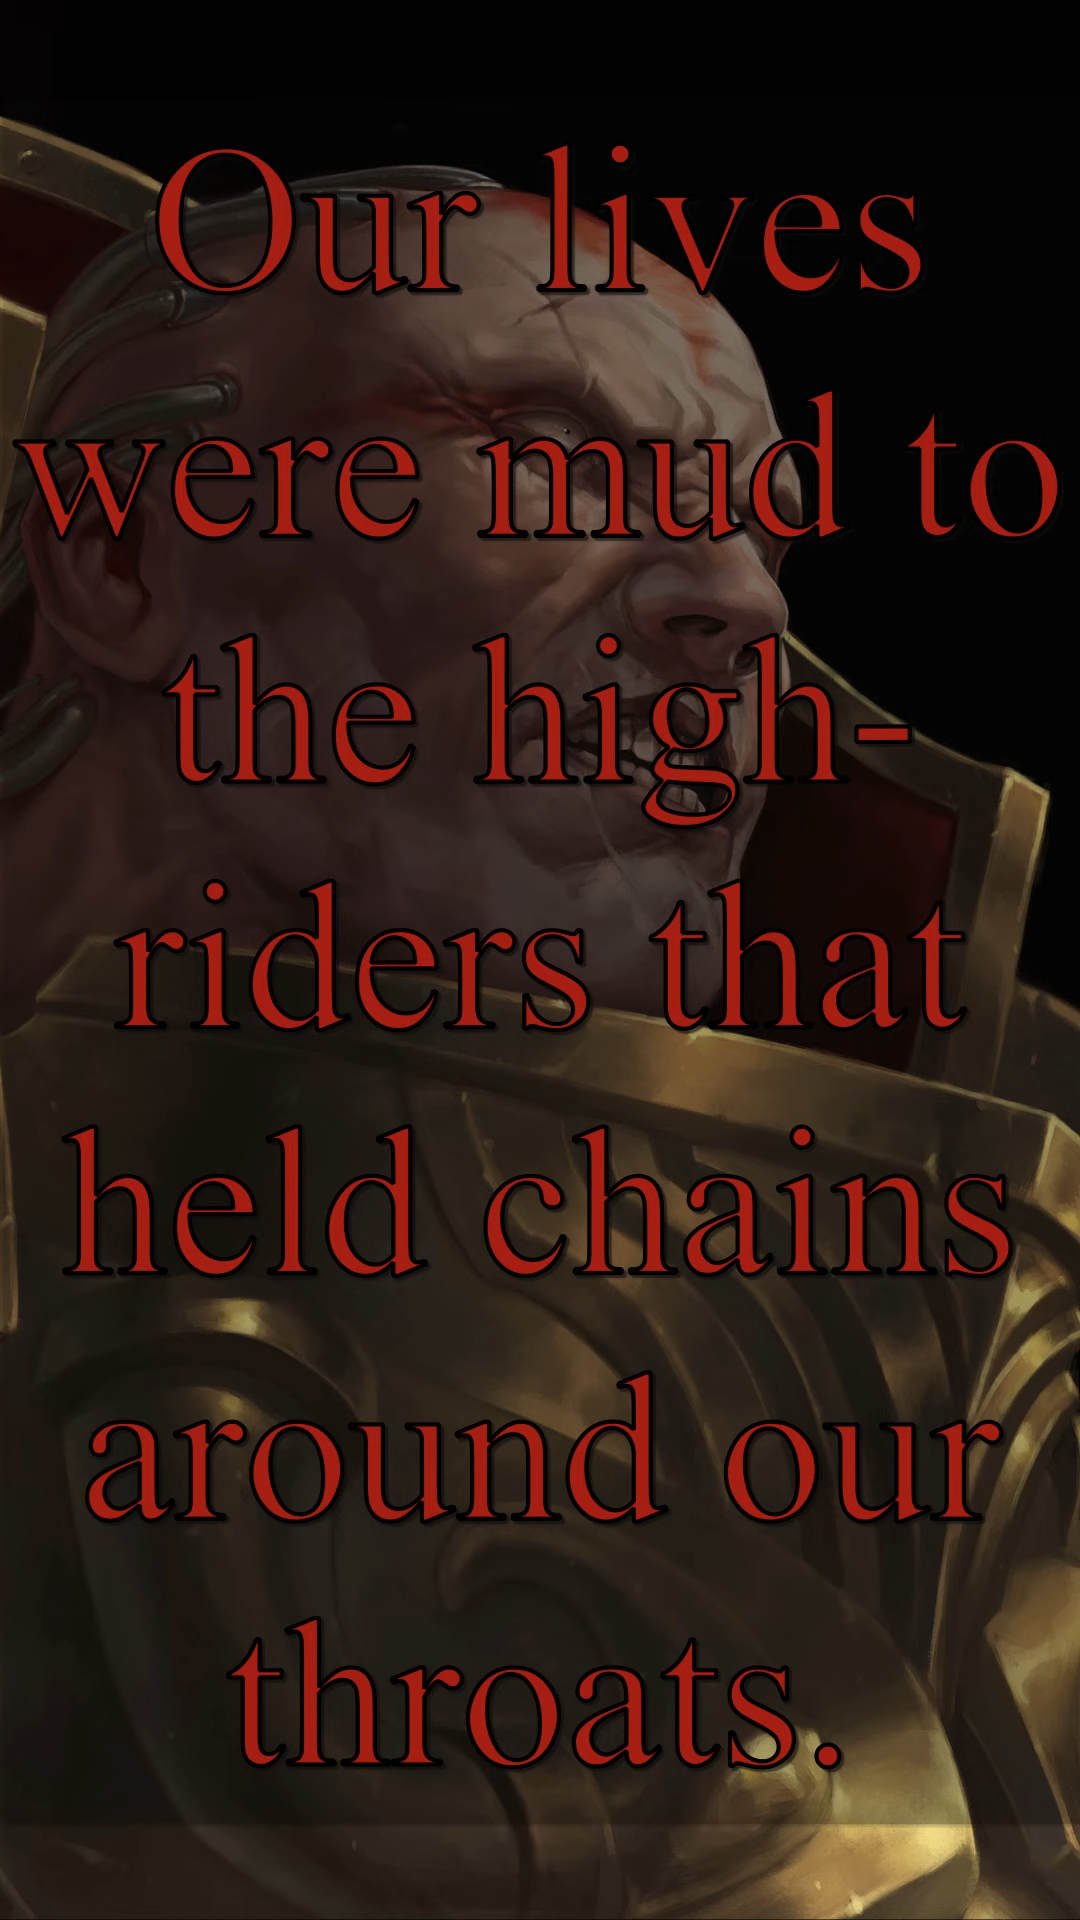 Our lives
were mud to
the high-
riders that
held chains
around our
throats.